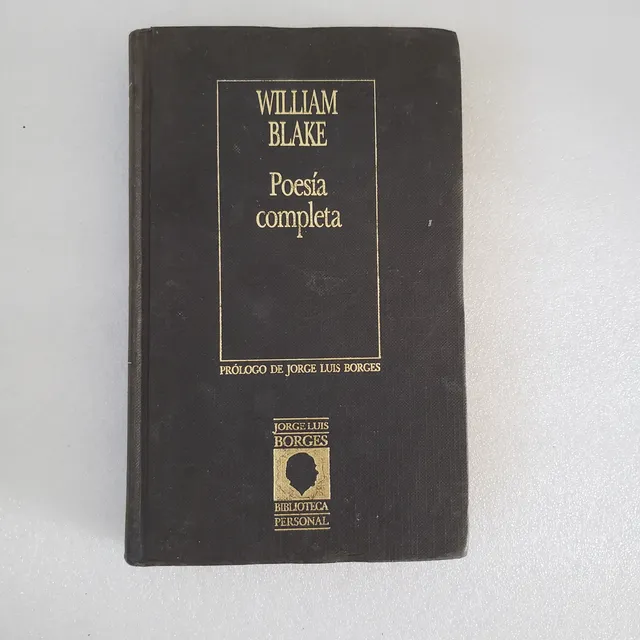 WILLIAM
BLAKE
Poesía
completa
PRÓLOGO DE JORGE LUIS BORGES
JORGE LUIS
BORGES
BIBLIOTECA
PERSONAL